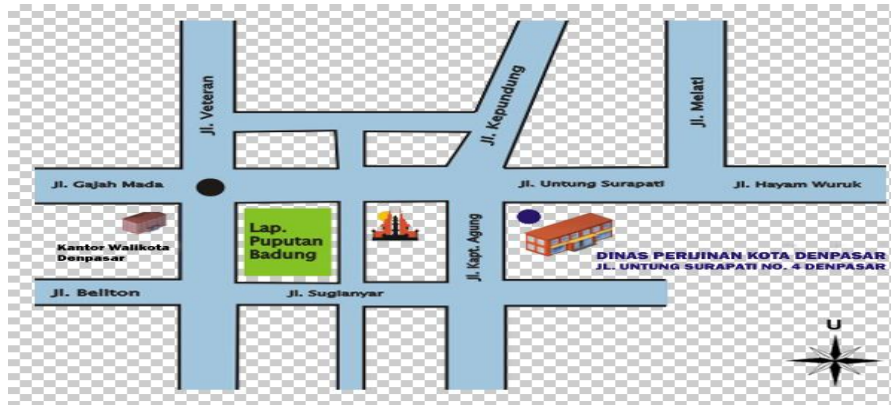 Jl. Veteran
Jl. Kepundung
Jl. Melati
Jl. Gajah Mada
Jl. Untung Surapati
Jl. Hayam Wuruk
Kantor Walikota
Denpasar
Lap.
Puputan
Badung
Jl. Kapt. Agung
DINAS PERIJINAN KOTA DENPASAR
JL. UNTUNG SURAPATI NO. 4 DENPASAR
Jl. Beliton
Jl. Sugianyar
U